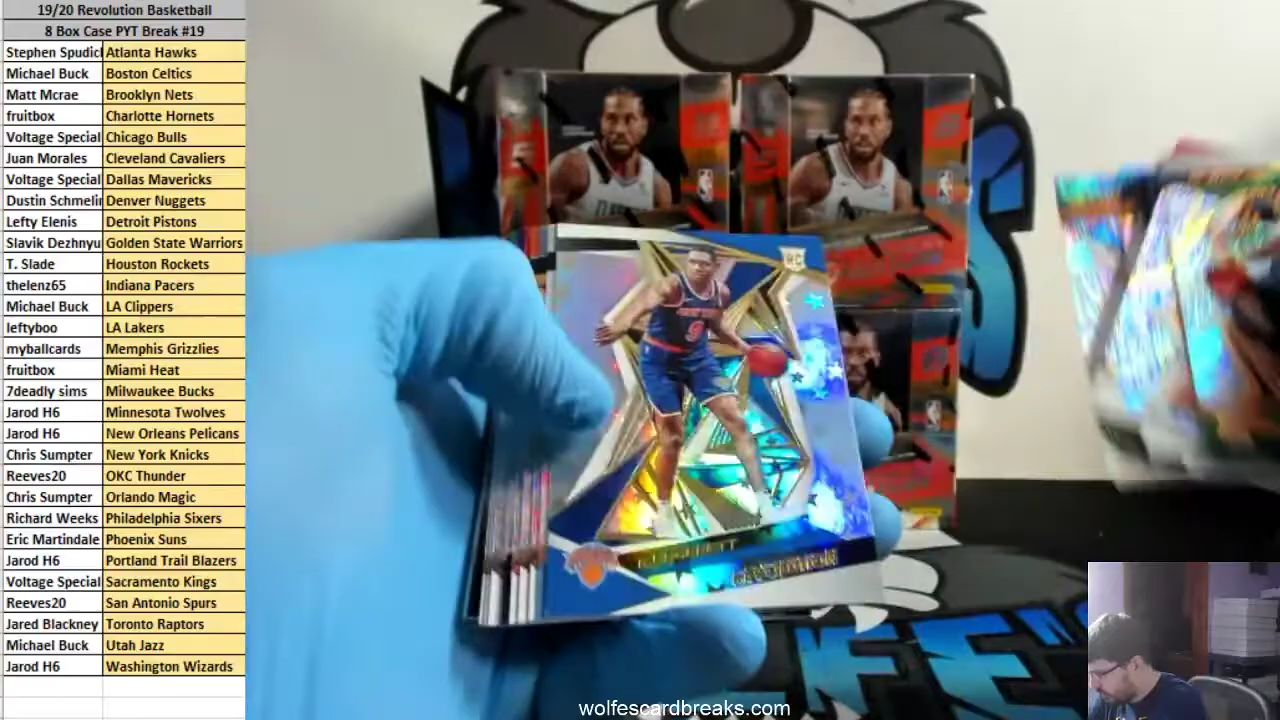 19/20 Revolution Basketball
8 Box Case PYT Break #19
Stephen Spudich Atlanta Hawks
Michael Buck Boston Celtics
Matt Mcrae Brooklyn Nets
fruitbox Charlotte Hornets
Voltage Special Chicago Bulls
Juan Morales Cleveland Cavaliers
Voltage Special Dallas Mavericks
Dustin Schmelin Denver Nuggets
Lefty Elenis Detroit Pistons
Slavik Dezhnyu Golden State Warriors
T. Slade Houston Rockets
thelenz65 Indiana Pacers
Michael Buck LA Clippers
leftyboo LA Lakers
myballcards Memphis Grizzlies
fruitbox Miami Heat
7deadly sims Milwaukee Bucks
Jarod H6 Minnesota Twolves
Jarod H6 New Orleans Pelicans
Chris Sumpter New York Knicks
Reeves20 OKC Thunder
Chris Sumpter Orlando Magic
Richard Weeks Philadelphia Sixers
Eric Martindale Phoenix Suns
Jarod H6 Portland Trail Blazers
Voltage Special Sacramento Kings
Reeves20 San Antonio Spurs
Jared Blackney Toronto Raptors
Michael Buck Utah Jazz
Jarod H6 Washington Wizards
RC
9
wolfescardbreaks.com